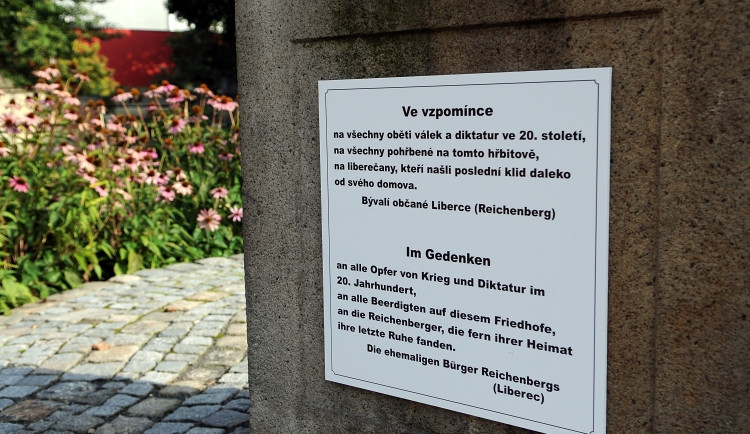 Ve vzpomínce
na všechny oběti válek a diktatur ve 20. století,
na všechny pohřbené na tomto hřbitově,
na liberečany, kteří našli poslední klid daleko
od svého domova.
Bývalí občané Liberce (Reichenberg)
Im Gedenken
an alle Opfer von Krieg und Diktatur im
20. Jahrhundert,
an alle Beerdigten auf diesem Friedhofe,
an die Reichenberger, die fern ihrer Heimat
ihre letzte Ruhe fanden.
Die ehemaligen Bürger Reichenbergs
(Liberec)